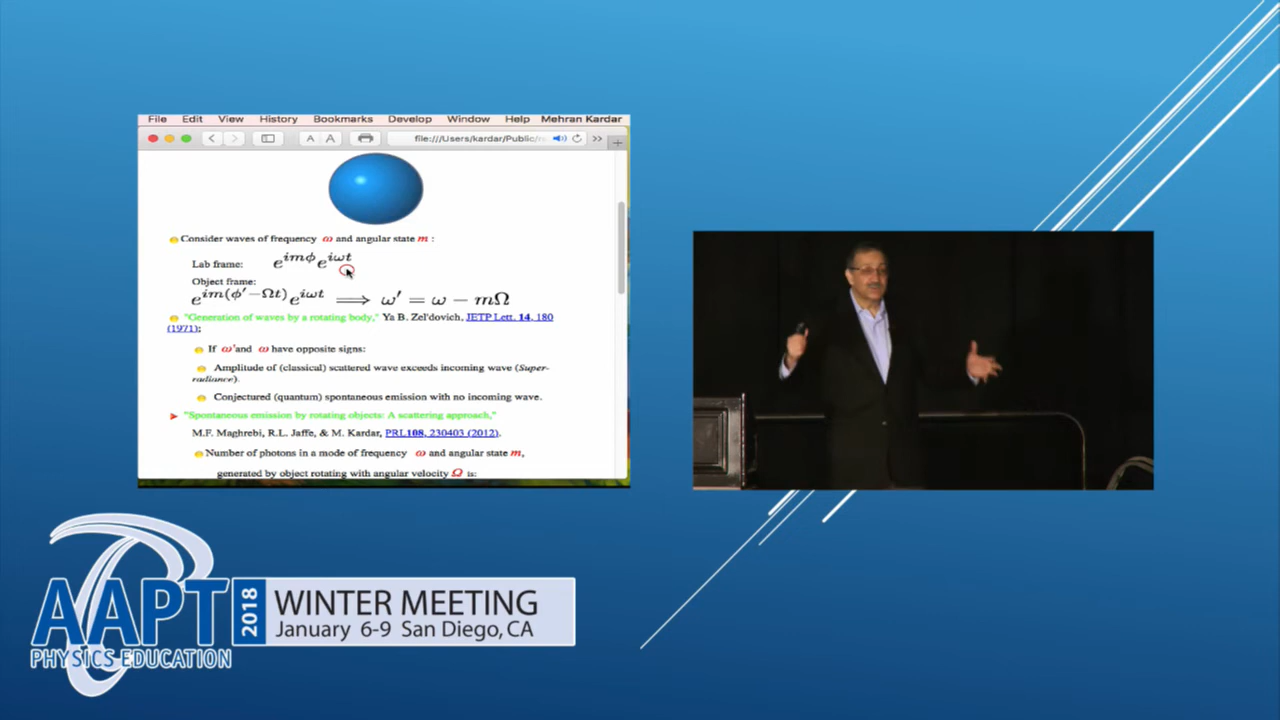 File Edit View History Bookmarks Develop Window Help Mehran Kardar
A A file:///Users/kardar/Public/r >>
Consider waves of frequency ω and angular state m :
Lab frame: e^{imϕ} e^{iωt}
Object frame:
e^{im(ϕ′−Ωt)} e^{iωt} ⟹ ω′ = ω − mΩ
"Generation of waves by a rotating body," Ya B. Zel'dovich, JETP Lett. 14, 180
(1971);
If ω'and ω have opposite signs:
Amplitude of (classical) scattered wave exceeds incoming wave (Super-
radiance).
Conjectured (quantum) spontaneous emission with no incoming wave.
"Spontaneous emission by rotating objects: A scattering approach,"
M.F. Maghrebi, R.L. Jaffe, & M. Kardar, PRL108, 230403 (2012).
Number of photons in a mode of frequency ω and angular state m,
generated by object rotating with angular velocity Ω is:
AAPT
PHYSICS EDUCATION
2018
WINTER MEETING
January 6-9 San Diego, CA